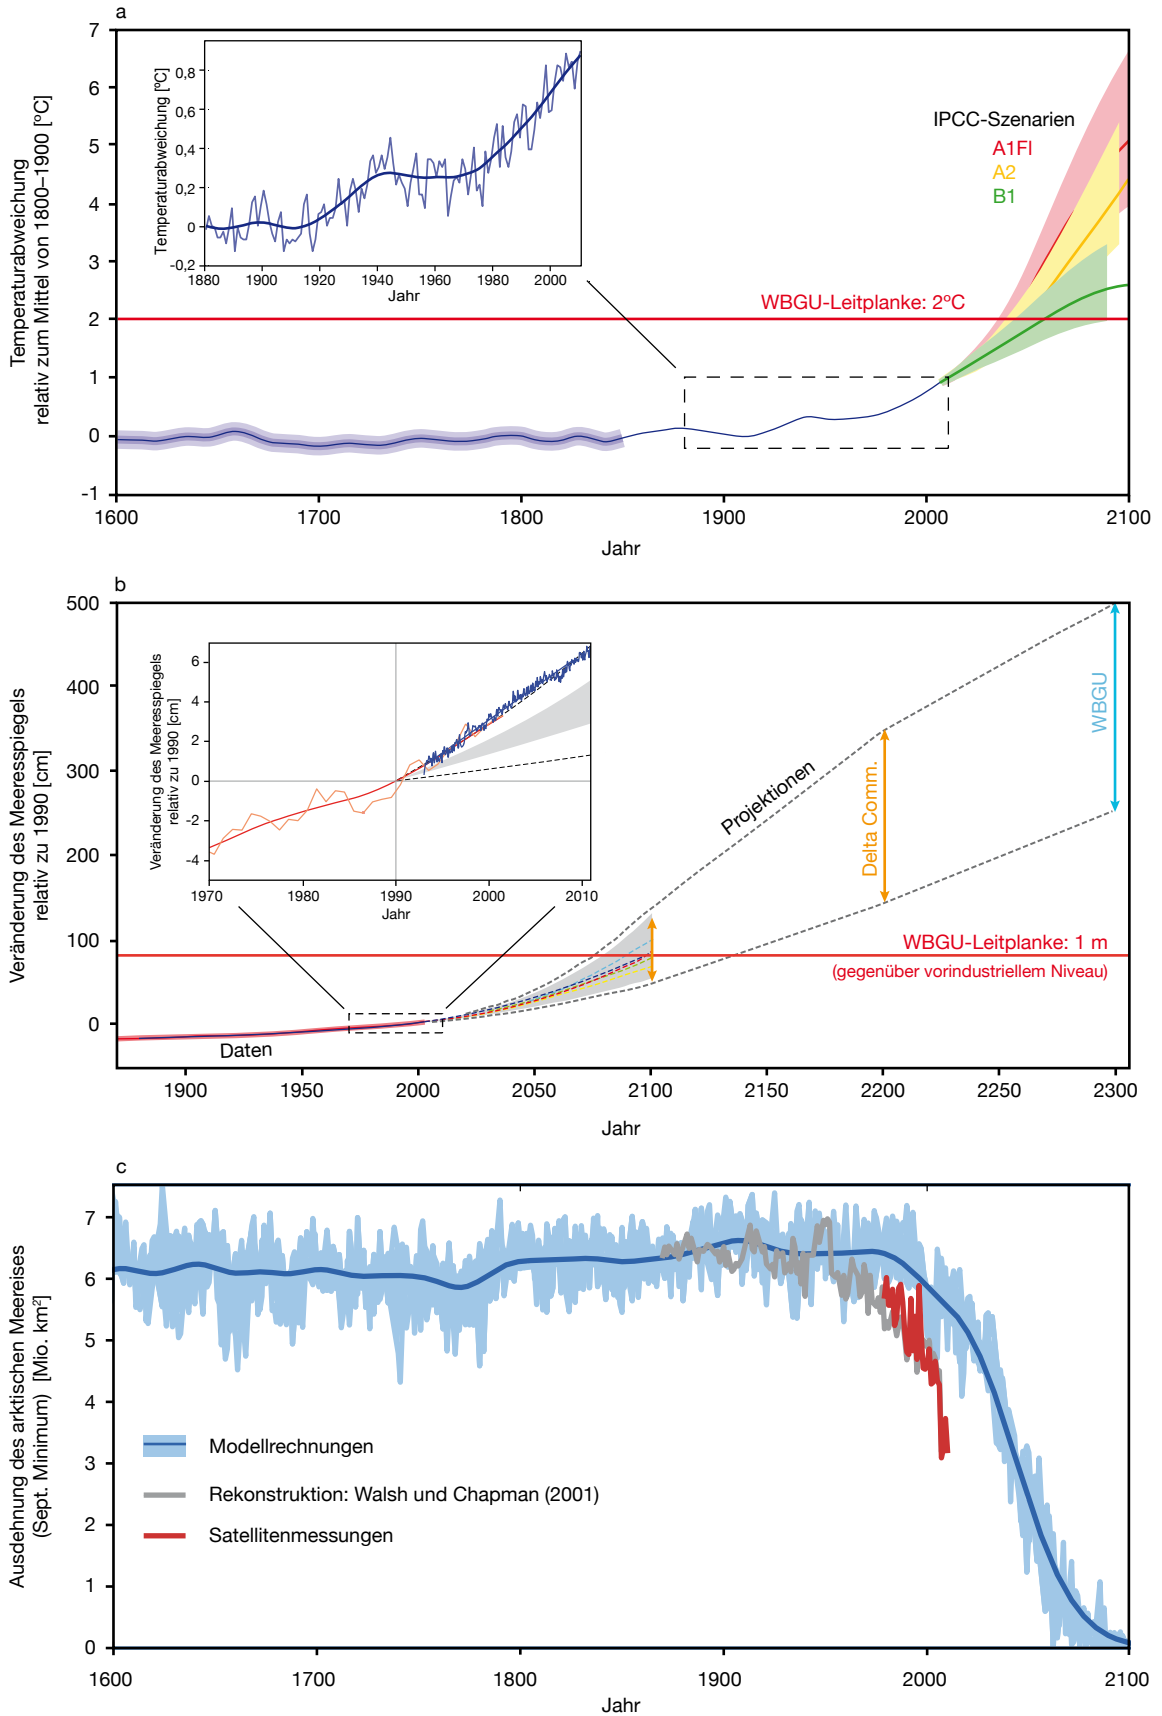 a
Temperaturabweichung
relativ zum Mittel von 1800–1900 [ºC]
7
6
5
4
3
2
1
0
-1
Temperaturabweichung [ºC]
0,8
0,6
0,4
0,2
0
-0,2
1880 1900 1920 1940 1960 1980 2000
Jahr
IPCC-Szenarien
A1FI
A2
B1
WBGU-Leitplanke: 2ºC
1600 1700 1800 1900 2000 2100
Jahr
b
Veränderung des Meeresspiegels
relativ zu 1990 [cm]
500
400
300
200
100
0
Veränderung des Meeresspiegels
relativ zu 1990 [cm]
6
4
2
0
-2
-4
1970 1980 1990 2000 2010
Jahr
Projektionen
Delta Comm.
WBGU
WBGU-Leitplanke: 1 m
(gegenüber vorindustriellem Niveau)
Daten
1900 1950 2000 2050 2100 2150 2200 2250 2300
Jahr
c
Ausdehnung des arktischen Meereises
(Sept. Minimum) [Mio. km²]
7
6
5
4
3
2
1
0
Modellrechnungen
Rekonstruktion: Walsh und Chapman (2001)
Satellitenmessungen
1600 1700 1800 1900 2000 2100
Jahr